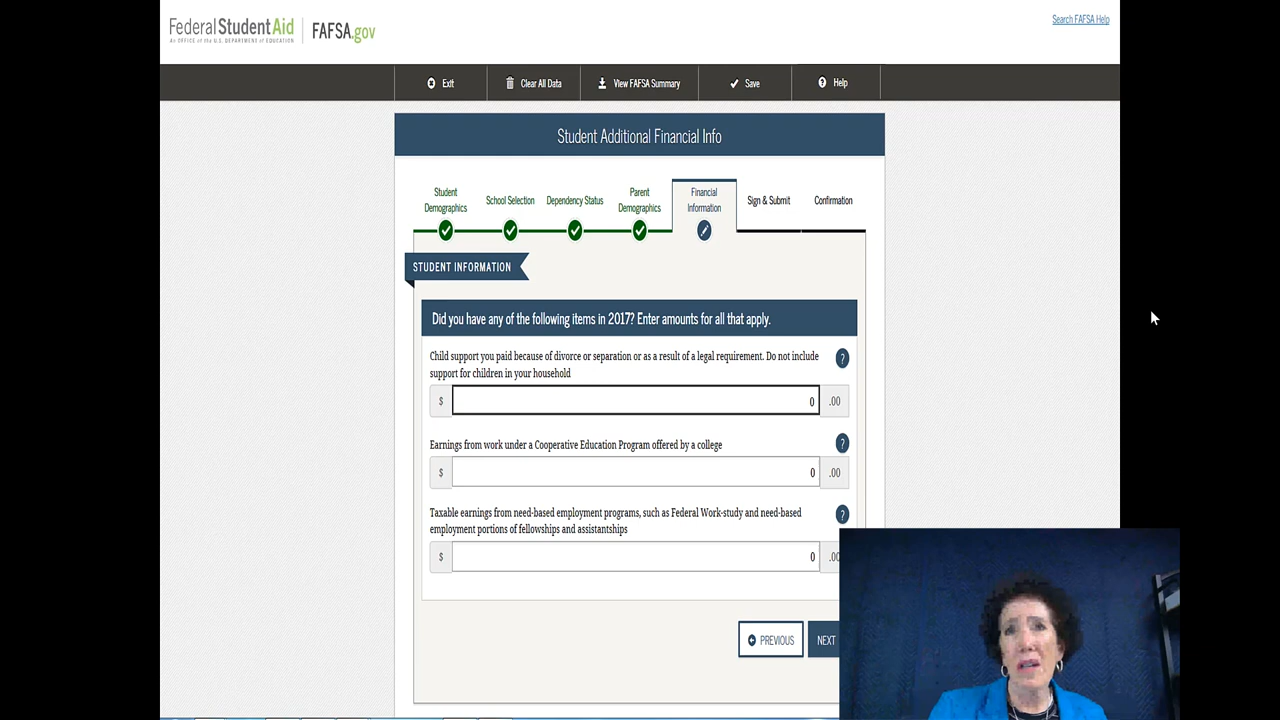 Federal Student Aid
An OFFICE of the U.S. DEPARTMENT of EDUCATION
FAFSA.gov
Search FAFSA Help
Exit
Clear All Data
View FAFSA Summary
Save
Help
Student Additional Financial Info
Student Demographics
School Selection
Dependency Status
Parent Demographics
Financial Information
Sign & Submit
Confirmation
STUDENT INFORMATION
Did you have any of the following items in 2017? Enter amounts for all that apply.
Child support you paid because of divorce or separation or as a result of a legal requirement. Do not include
support for children in your household
?
$ 0 .00
Earnings from work under a Cooperative Education Program offered by a college
?
$ 0 .00
Taxable earnings from need-based employment programs, such as Federal Work-study and need-based
employment portions of fellowships and assistantships
?
$ 0 .00
PREVIOUS
NEXT